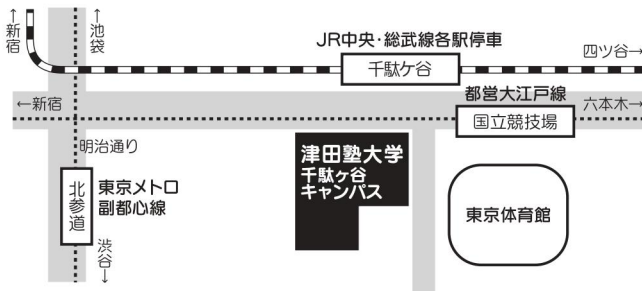 ←新宿
←池袋
JR中央・総武線各駅停車
千駄ケ谷
四ツ谷→
←新宿
都営大江戸線
国立競技場
六本木→
明治通り
北参道
東京メトロ
副都心線
渋谷→
津田塾大学
千駄ヶ谷
キャンパス
東京体育館